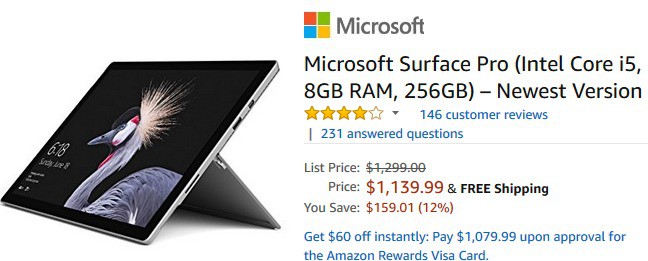 Microsoft
Microsoft Surface Pro (Intel Core i5,
8GB RAM, 256GB) – Newest Version
146 customer reviews
| 231 answered questions
List Price: $1,299.00
Price: $1,139.99 & FREE Shipping
You Save: $159.01 (12%)
Get $60 off instantly: Pay $1,079.99 upon approval for
the Amazon Rewards Visa Card.
6:18
Sunday, June 18